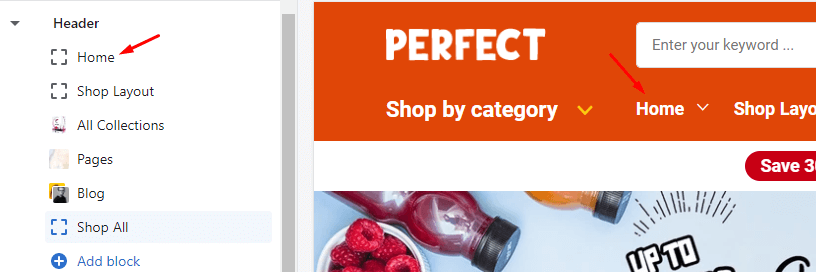 Header
Home
Shop Layout
All Collections
Pages
Blog
Shop All
Add block
PERFECT
Enter your keyword ...
Shop by category
Home
Shop Layo
Save 3
UP TO